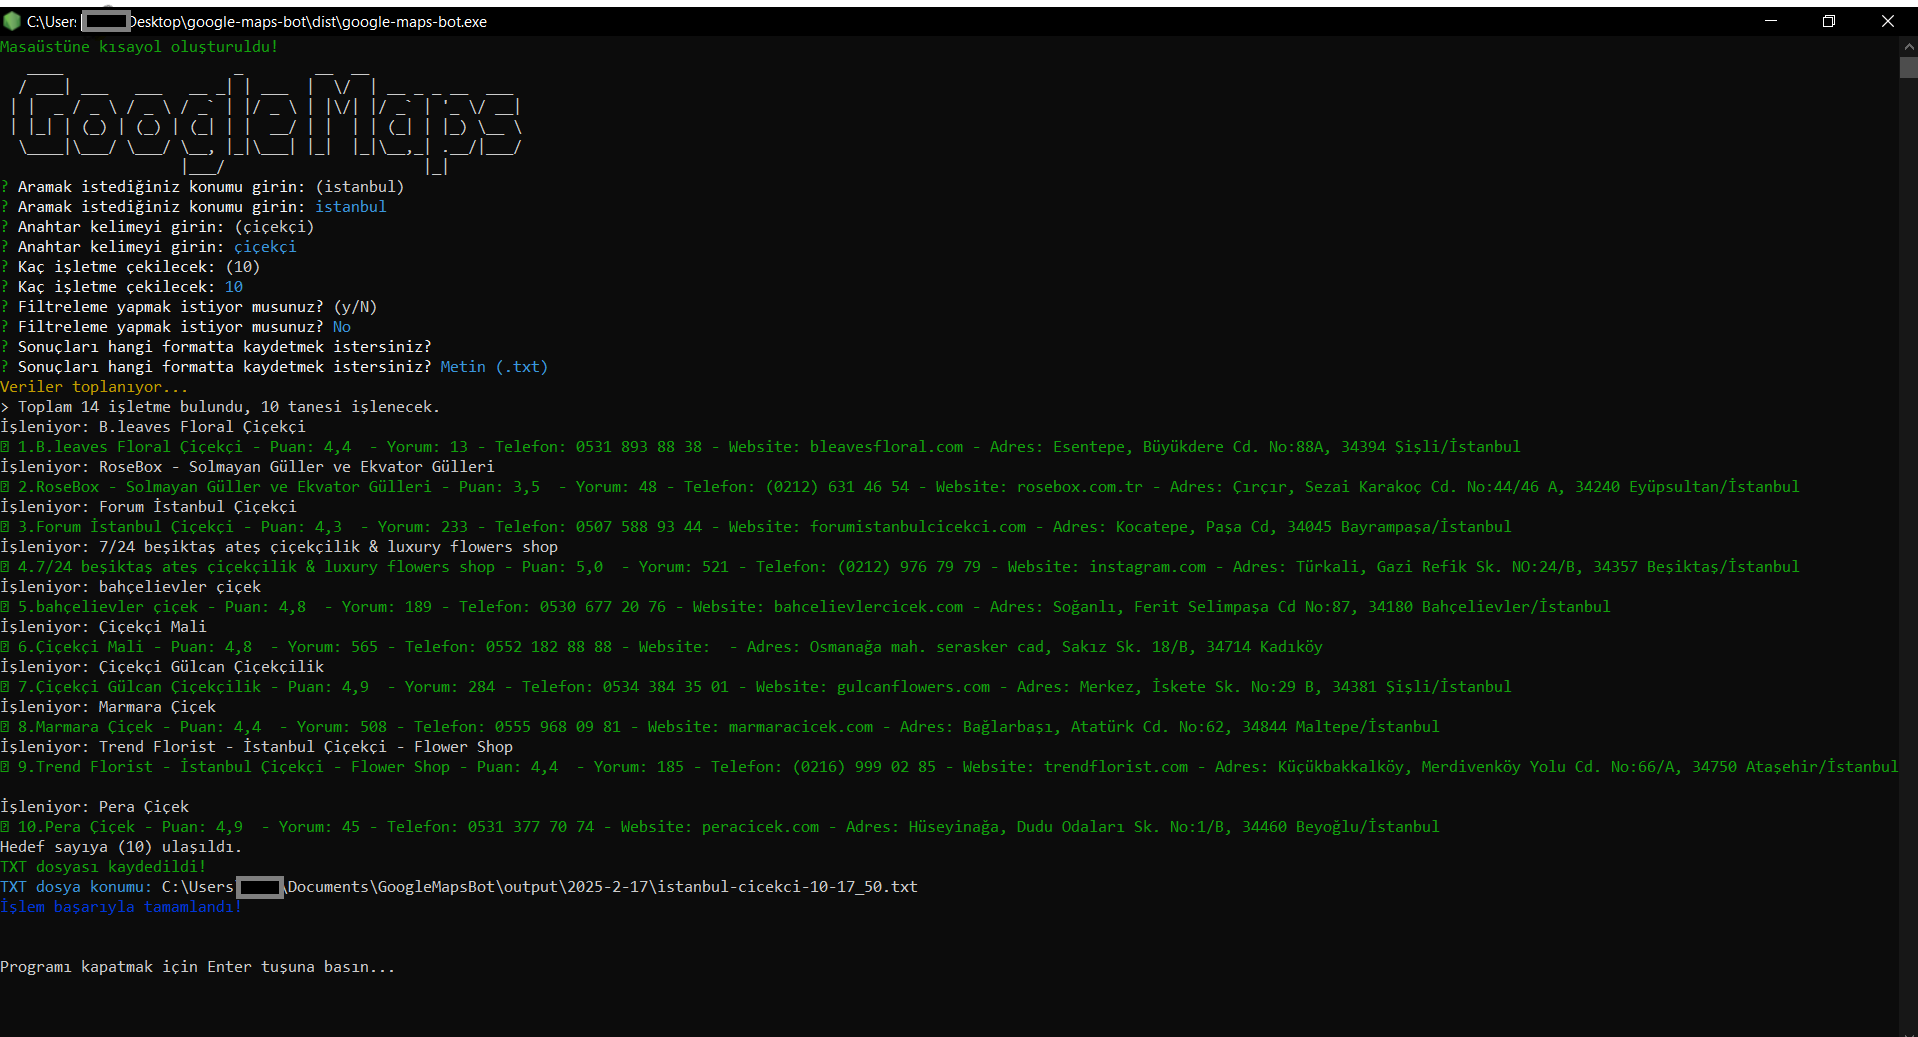 C:\Users Desktop\google-maps-bot\dist\google-maps-bot.exe
Masaüstüne kısayol oluşturuldu!
GoogleMaps
? Aramak istediğiniz konumu girin: (istanbul)
? Aramak istediğiniz konumu girin: istanbul
? Anahtar kelimeyi girin: (çiçekçi)
? Anahtar kelimeyi girin: çiçekçi
? Kaç işletme çekilecek: (10)
? Kaç işletme çekilecek: 10
? Filtreleme yapmak istiyor musunuz? (y/N)
? Filtreleme yapmak istiyor musunuz? No
? Sonuçları hangi formatta kaydetmek istersiniz?
? Sonuçları hangi formatta kaydetmek istersiniz? Metin (.txt)
Veriler toplanıyor...
> Toplam 14 işletme bulundu, 10 tanesi işlenecek.
İşleniyor: B.leaves Floral Çiçekçi
1.B.leaves Floral Çiçekçi - Puan: 4,4  - Yorum: 13 - Telefon: 0531 893 88 38 - Website: bleavesfloral.com - Adres: Esentepe, Büyükdere Cd. No:88A, 34394 Şişli/İstanbul
İşleniyor: RoseBox - Solmayan Güller ve Ekvator Gülleri
2.RoseBox - Solmayan Güller ve Ekvator Gülleri - Puan: 3,5  - Yorum: 48 - Telefon: (0212) 631 46 54 - Website: rosebox.com.tr - Adres: Çırçır, Sezai Karakoç Cd. No:44/46 A, 34240 Eyüpsultan/İstanbul
İşleniyor: Forum İstanbul Çiçekçi
3.Forum İstanbul Çiçekçi - Puan: 4,3  - Yorum: 233 - Telefon: 0507 588 93 44 - Website: forumistanbulcicekci.com - Adres: Kocatepe, Paşa Cd, 34045 Bayrampaşa/İstanbul
İşleniyor: 7/24 beşiktaş ateş çiçekçilik & luxury flowers shop
4.7/24 beşiktaş ateş çiçekçilik & luxury flowers shop - Puan: 5,0  - Yorum: 521 - Telefon: (0212) 976 79 79 - Website: instagram.com - Adres: Türkali, Gazi Refik Sk. NO:24/B, 34357 Beşiktaş/İstanbul
İşleniyor: bahçelievler çiçek
5.bahçelievler çiçek - Puan: 4,8  - Yorum: 189 - Telefon: 0530 677 20 76 - Website: bahcelievlercicek.com - Adres: Soğanlı, Ferit Selimpaşa Cd No:87, 34180 Bahçelievler/İstanbul
İşleniyor: Çiçekçi Mali
6.Çiçekçi Mali - Puan: 4,8  - Yorum: 565 - Telefon: 0552 182 88 88 - Website:  - Adres: Osmanağa mah. serasker cad, Sakız Sk. 18/B, 34714 Kadıköy
İşleniyor: Çiçekçi Gülcan Çiçekçilik
7.Çiçekçi Gülcan Çiçekçilik - Puan: 4,9  - Yorum: 284 - Telefon: 0534 384 35 01 - Website: gulcanflowers.com - Adres: Merkez, İskete Sk. No:29 B, 34381 Şişli/İstanbul
İşleniyor: Marmara Çiçek
8.Marmara Çiçek - Puan: 4,4  - Yorum: 508 - Telefon: 0555 968 09 81 - Website: marmaracicek.com - Adres: Bağlarbaşı, Atatürk Cd. No:62, 34844 Maltepe/İstanbul
İşleniyor: Trend Florist - İstanbul Çiçekçi - Flower Shop
9.Trend Florist - İstanbul Çiçekçi - Flower Shop - Puan: 4,4  - Yorum: 185 - Telefon: (0216) 999 02 85 - Website: trendflorist.com - Adres: Küçükbakkalköy, Merdivenköy Yolu Cd. No:66/A, 34750 Ataşehir/İstanbul
İşleniyor: Pera Çiçek
10.Pera Çiçek - Puan: 4,9  - Yorum: 45 - Telefon: 0531 377 70 74 - Website: peracicek.com - Adres: Hüseyinağa, Dudu Odaları Sk. No:1/B, 34460 Beyoğlu/İstanbul
Hedef sayıya (10) ulaşıldı.
TXT dosyası kaydedildi!
TXT dosya konumu: C:\Users \Documents\GoogleMapsBot\output\2025-2-17\istanbul-cicekci-10-17_50.txt
İşlem başarıyla tamamlandı!
Programı kapatmak için Enter tuşuna basın...